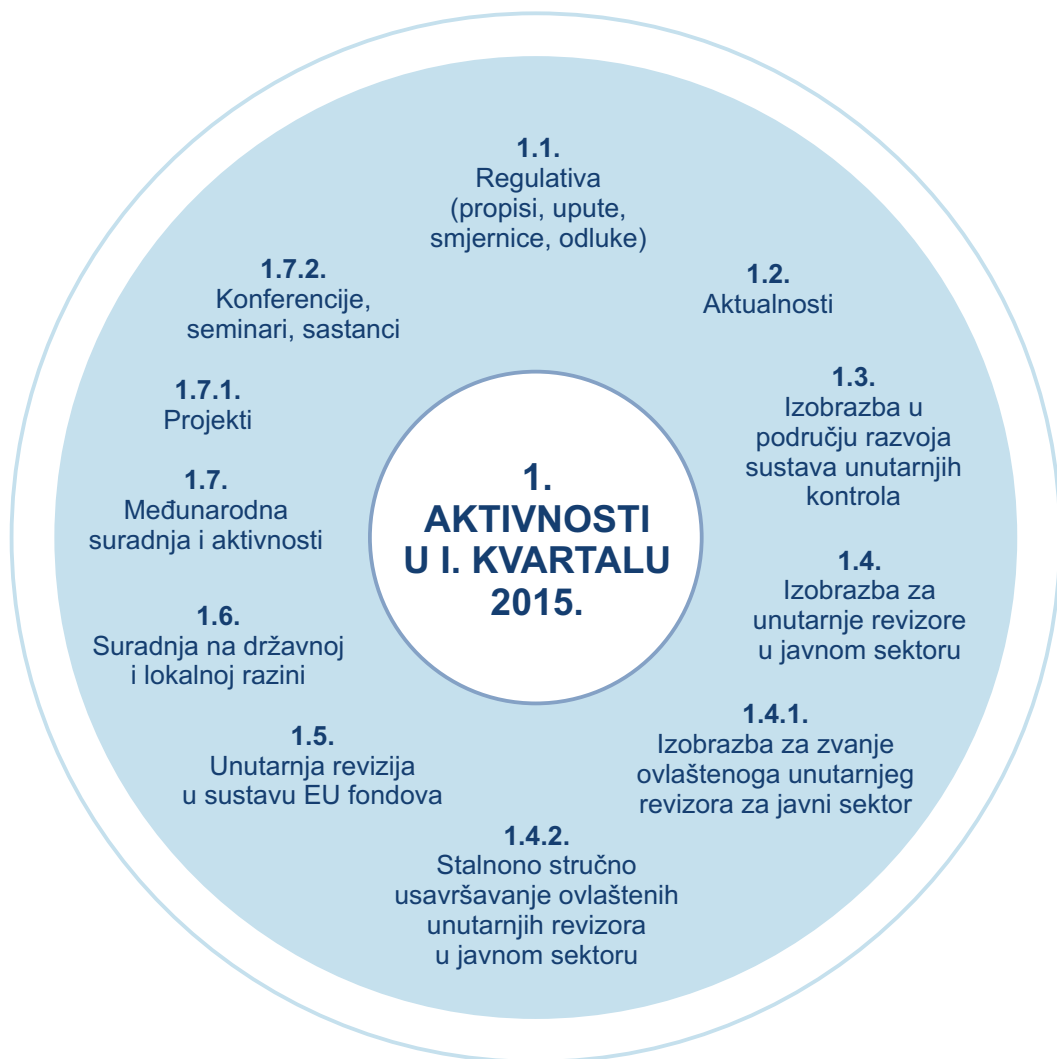 1.
AKTIVNOSTI
U I. KVARTALU
2015.
1.1.
Regulativa
(propisi, upute,
smjernice, odluke)
1.2.
Aktualnosti
1.3.
Izobrazba u
području razvoja
sustava unutarnjih
kontrola
1.4.
Izobrazba za
unutarnje revizore
u javnom sektoru
1.4.1.
Izobrazba za zvanje
ovlaštenoga unutarnjeg
revizora za javni sektor
1.4.2.
Stalnono stručno
usavršavanje ovlaštenih
unutarnjih revizora
u javnom sektoru
1.5.
Unutarnja revizija
u sustavu EU fondova
1.6.
Suradnja na državnoj
i lokalnoj razini
1.7.
Međunarodna
suradnja i aktivnosti
1.7.1.
Projekti
1.7.2.
Konferencije,
seminari, sastanci